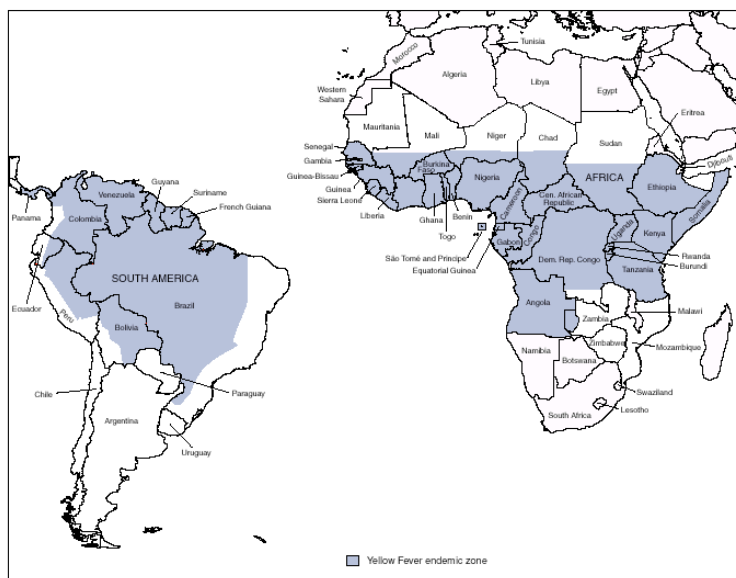 Tunisia
Morocco
Algeria
Libya
Egypt
Western
Sahara
Mauritania
Mali
Niger
Chad
Sudan
Eritrea
Djibouti
Senegal
Gambia
Guinea-Bissau
Guinea
Sierra Leone
Liberia
Burkina
Faso
Ghana
Togo
Benin
Nigeria
Cameroon
Cen. African
Republic
AFRICA
Ethiopia
Somalia
São Tomé and Principe
Equatorial Guinea
Gabon
Congo
Dem. Rep. Congo
Uganda
Kenya
Rwanda
Burundi
Tanzania
Angola
Zambia
Malawi
Mozambique
Zimbabwe
Namibia
Botswana
Swaziland
Lesotho
South Africa
Panama
Venezuela
Guyana
Suriname
French Guiana
Colombia
SOUTH AMERICA
Ecuador
Peru
Brazil
Bolivia
Paraguay
Chile
Argentina
Uruguay
Yellow Fever endemic zone